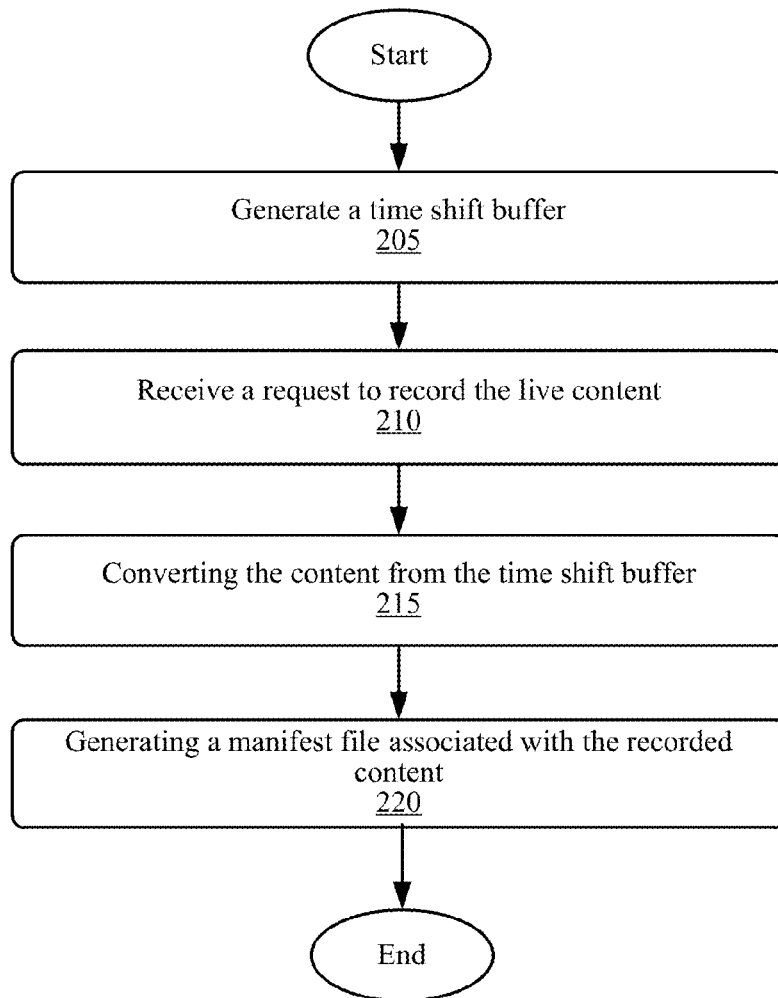 Start
Generate a time shift buffer
205
Receive a request to record the live content
210
Converting the content from the time shift buffer
215
Generating a manifest file associated with the recorded
content
220
End